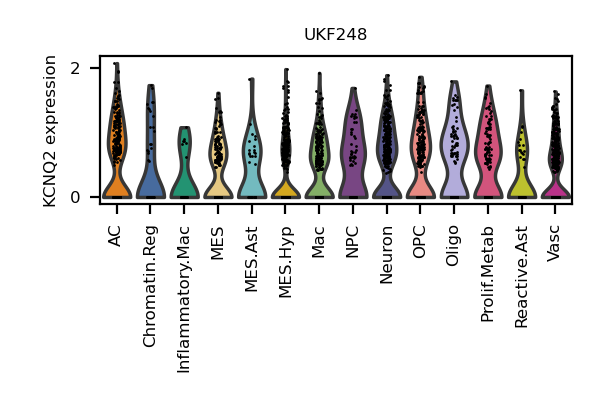 UKF248
KCNQ2 expression
2
0
AC
Chromatin.Reg
Inflammatory.Mac
MES
MES.Ast
MES.Hyp
Mac
NPC
Neuron
OPC
Oligo
Prolif.Metab
Reactive.Ast
Vasc